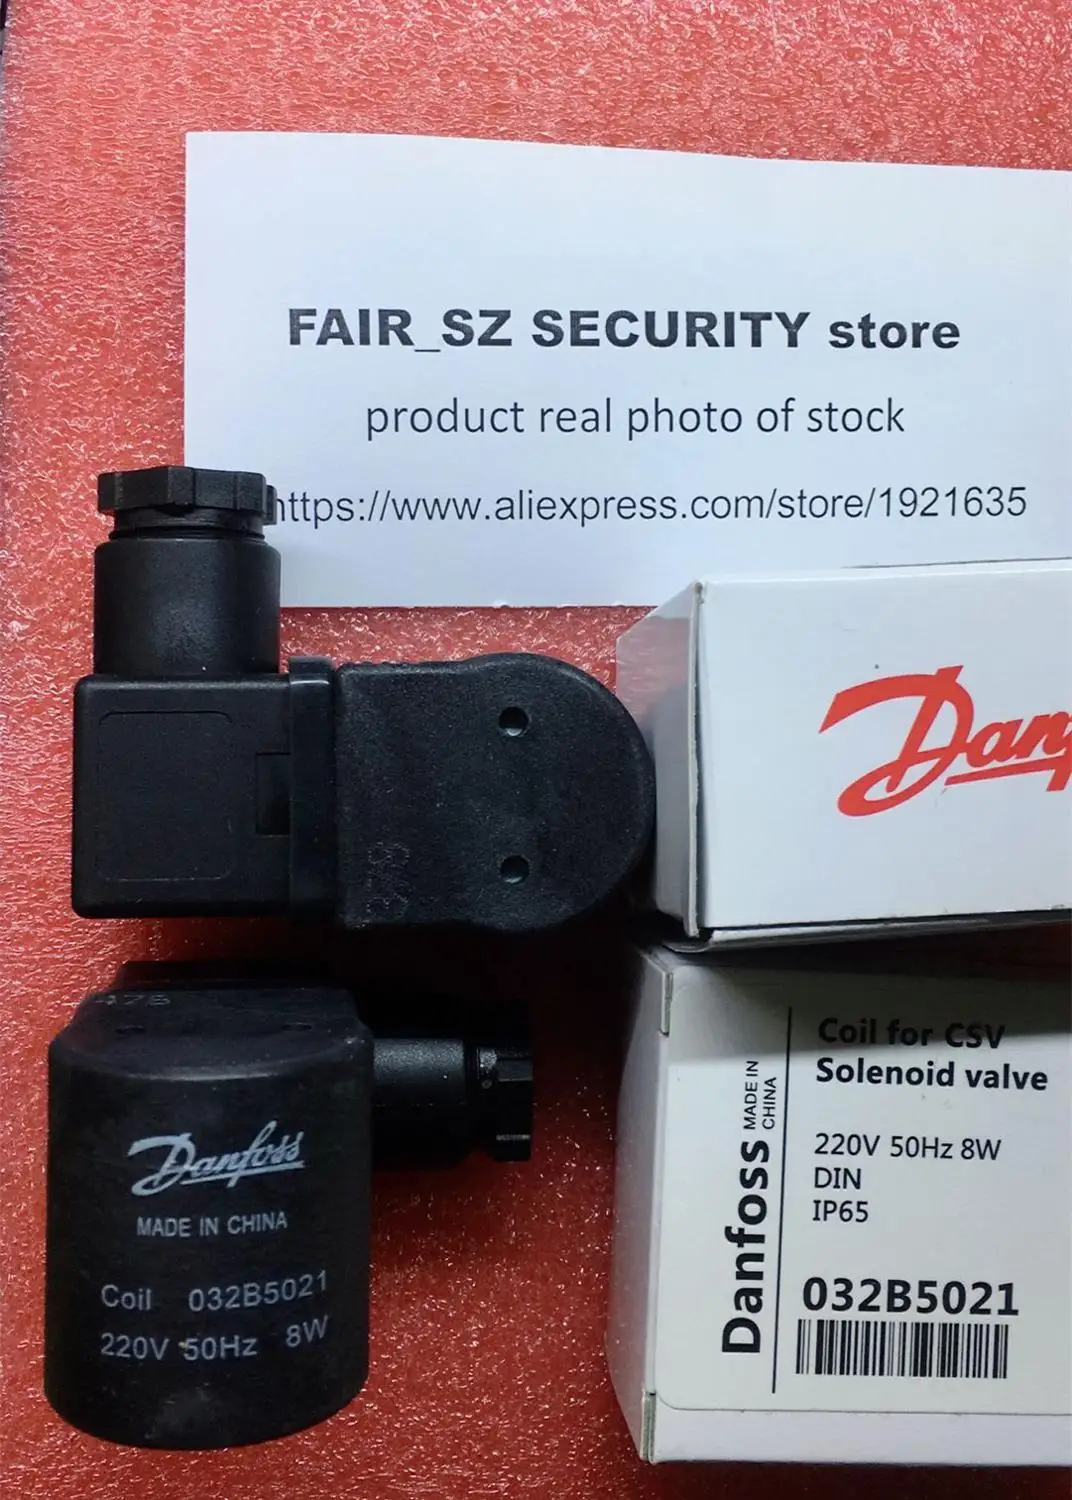 FAIR_SZ SECURITY store
product real photo of stock
https://www.aliexpress.com/store/1921635
Danf
Coil for CSV
Solenoid valve
220V 50Hz 8W
DIN
IP65
Danfoss
MADE IN
CHINA
032B5021
Danfoss
MADE IN CHINA
Coil 032B5021
220V 50Hz 8W